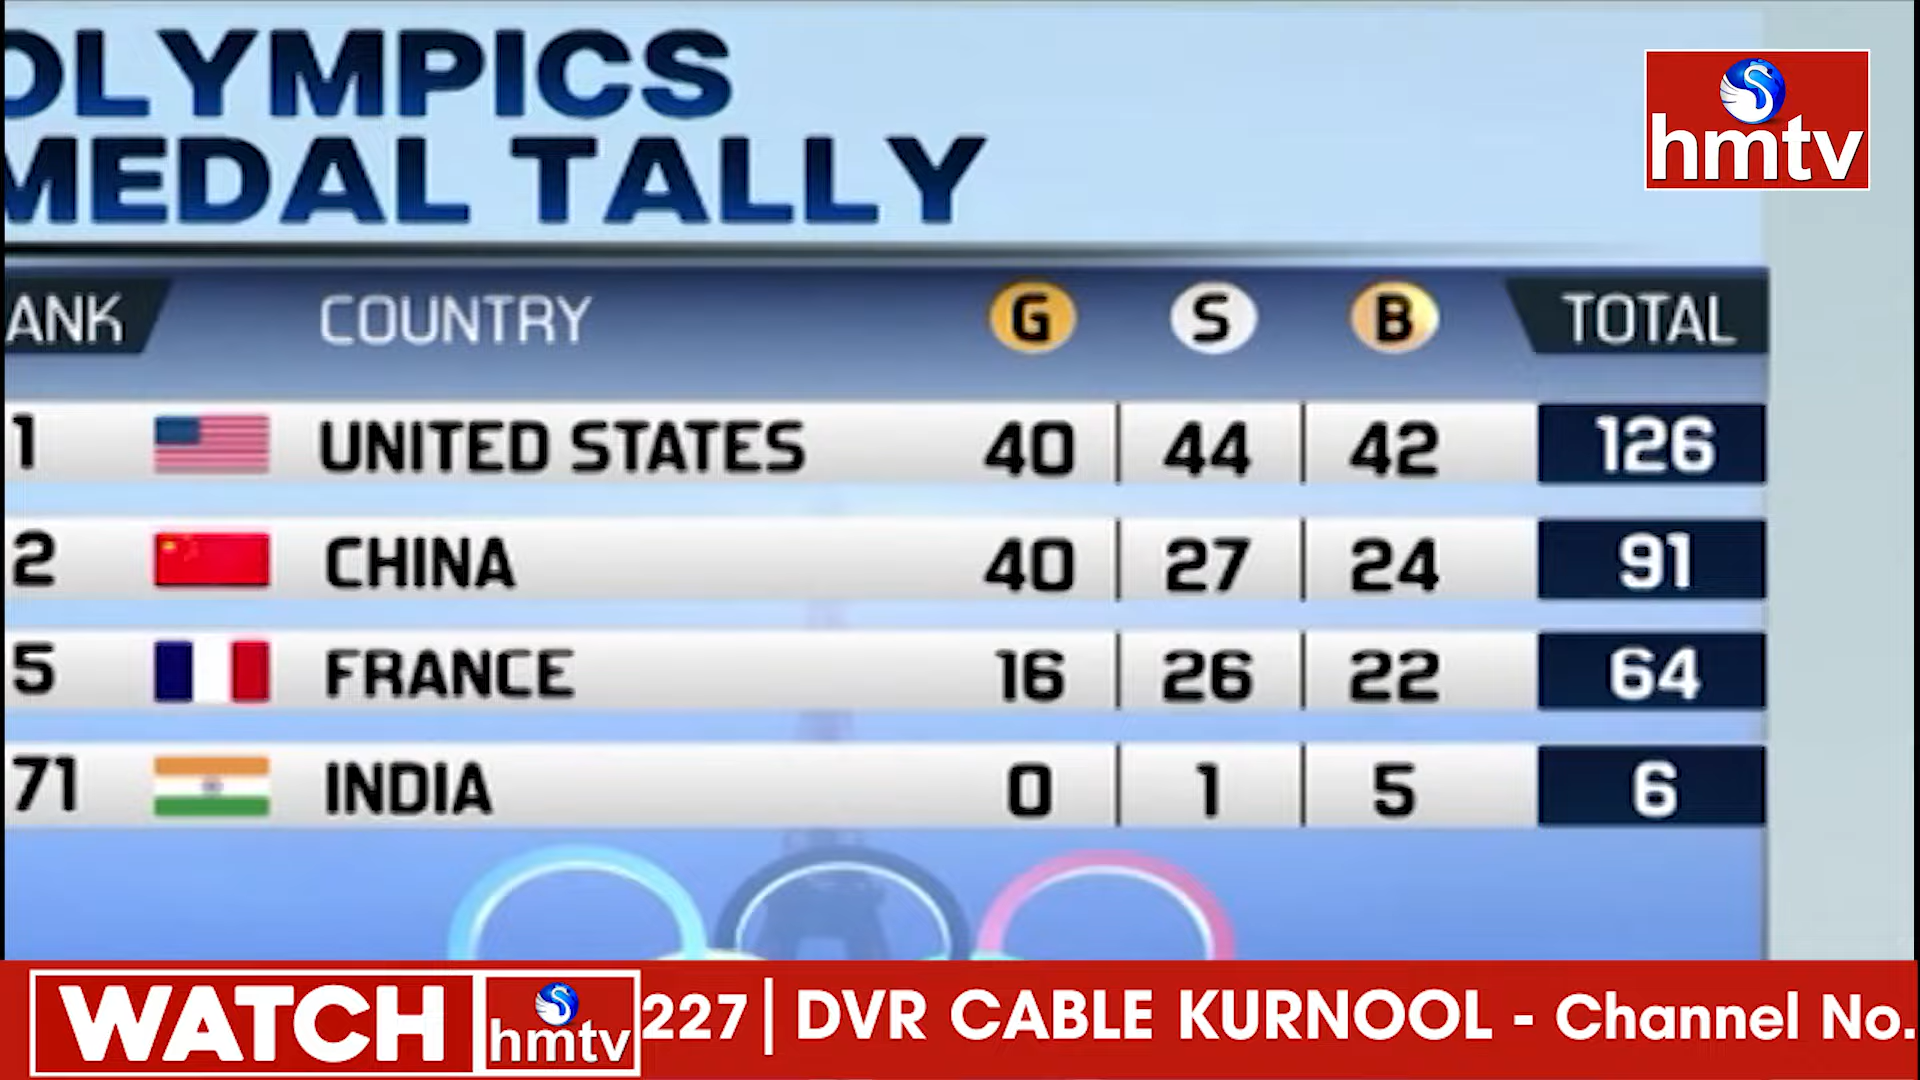 OLYMPICS
MEDAL TALLY
hmtv
ANK COUNTRY G S B TOTAL
1 UNITED STATES 40 44 42 126
2 CHINA 40 27 24 91
5 FRANCE 16 26 22 64
71 INDIA 0 1 5 6
WATCH hmtv 227 | DVR CABLE KURNOOL - Channel No.